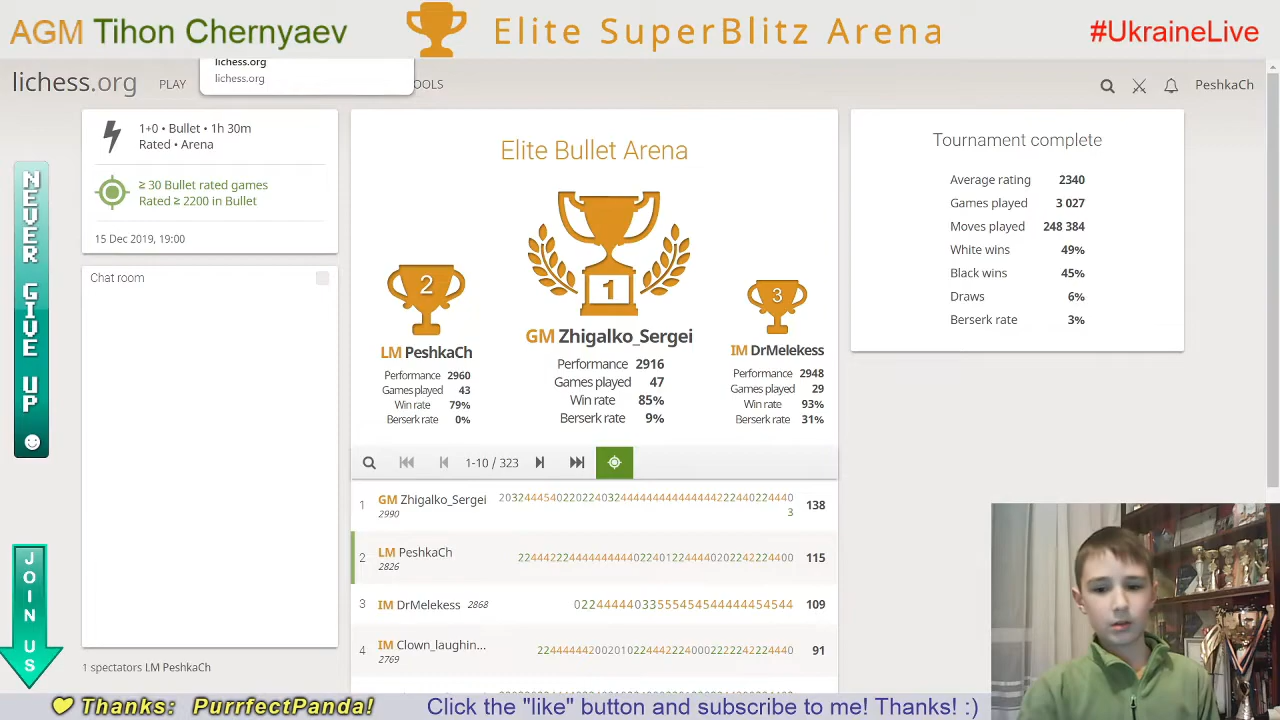 AGM Tihon Chernyaev
Elite SuperBlitz Arena
#UkraineLive
lichess.org
PLAY
lichess.org
lichess.org
OOLS
PeshkaCh
NEVER GIVE UP
JOIN US
1+0 • Bullet • 1h 30m
Rated • Arena
≥ 30 Bullet rated games
Rated ≥ 2200 in Bullet
15 Dec 2019, 19:00
Chat room
1 spectators LM PeshkaCh
Elite Bullet Arena
2
LM PeshkaCh
Performance 2960
Games played 43
Win rate 79%
Berserk rate 0%
1
GM Zhigalko_Sergei
Performance 2916
Games played 47
Win rate 85%
Berserk rate 9%
3
IM DrMelekess
Performance 2948
Games played 29
Win rate 93%
Berserk rate 31%
1-10 / 323
1 GM Zhigalko_Sergei 138
2990
2 LM PeshkaCh 115
2826
3 IM DrMelekess 2868 02244444033555454544444454544 109
4 IM Clown_laughin... 91
2769
Tournament complete
Average rating 2340
Games played 3 027
Moves played 248 384
White wins 49%
Black wins 45%
Draws 6%
Berserk rate 3%
Thanks: PurrfectPanda!
Click the "like" button and subscribe to me! Thanks! :)